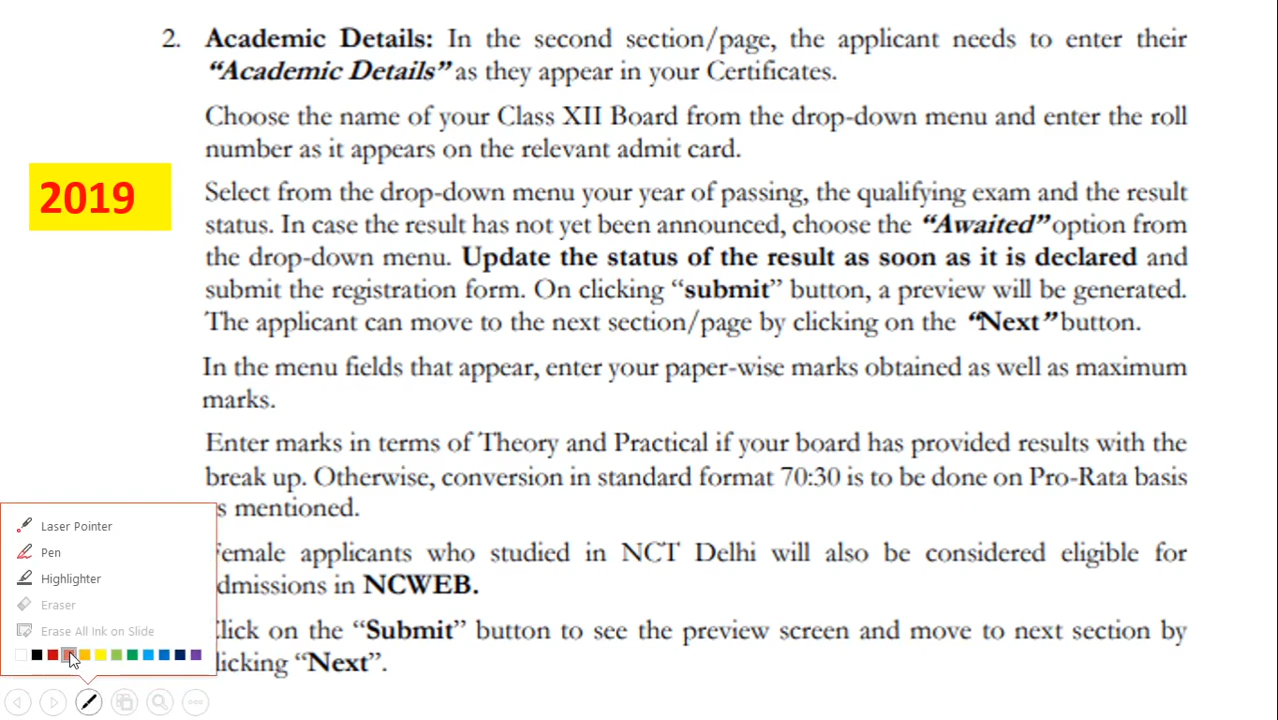 2. Academic Details: In the second section/page, the applicant needs to enter their
“Academic Details” as they appear in your Certificates.
Choose the name of your Class XII Board from the drop-down menu and enter the roll
number as it appears on the relevant admit card.
2019
Select from the drop-down menu your year of passing, the qualifying exam and the result
status. In case the result has not yet been announced, choose the “Awaited” option from
the drop-down menu. Update the status of the result as soon as it is declared and
submit the registration form. On clicking “submit” button, a preview will be generated.
The applicant can move to the next section/page by clicking on the “Next” button.
In the menu fields that appear, enter your paper-wise marks obtained as well as maximum
marks.
Enter marks in terms of Theory and Practical if your board has provided results with the
break up. Otherwise, conversion in standard format 70:30 is to be done on Pro-Rata basis
s mentioned.
emale applicants who studied in NCT Delhi will also be considered eligible for
dmissions in NCWEB.
lick on the “Submit” button to see the preview screen and move to next section by
licking “Next”.
Laser Pointer
Pen
Highlighter
Eraser
Erase All Ink on Slide